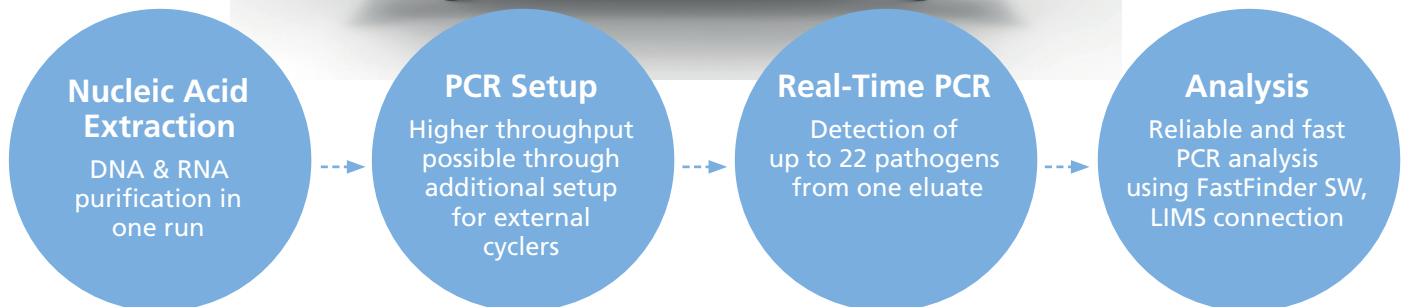 Nucleic Acid
Extraction
DNA & RNA
purification in
one run
PCR Setup
Higher throughput
possible through
additional setup
for external
cyclers
Real-Time PCR
Detection of
up to 22 pathogens
from one eluate
Analysis
Reliable and fast
PCR analysis
using FastFinder SW,
LIMS connection